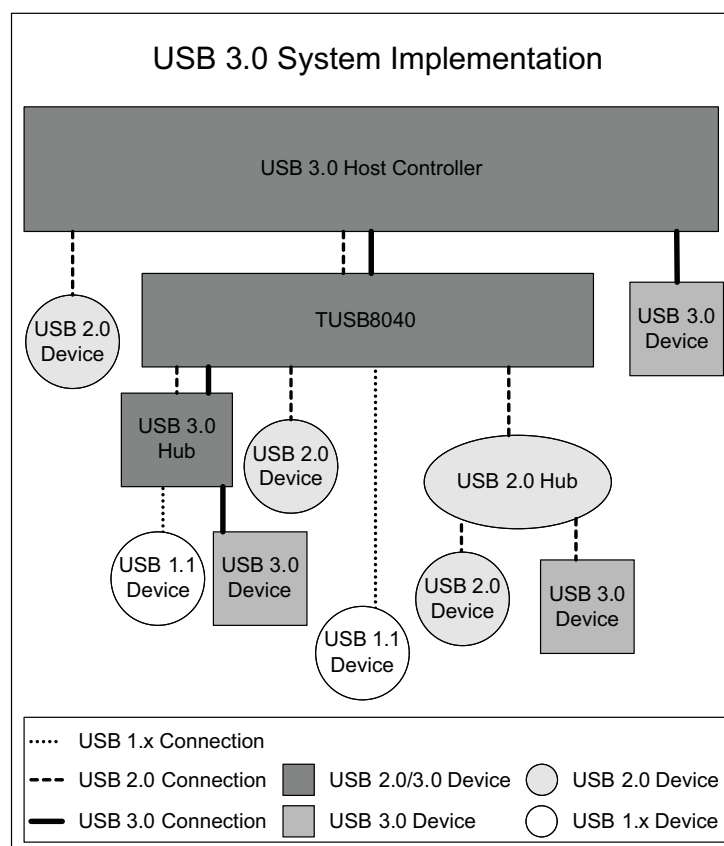 USB 3.0 System Implementation
USB 3.0 Host Controller
USB 2.0
Device
TUSB8040
USB 3.0
Device
USB 3.0
Hub
USB 2.0
Device
USB 2.0 Hub
USB 1.1
Device
USB 3.0
Device
USB 1.1
Device
USB 2.0
Device
USB 3.0
Device
USB 1.x Connection
USB 2.0 Connection
USB 2.0/3.0 Device
USB 2.0 Device
USB 3.0 Connection
USB 3.0 Device
USB 1.x Device